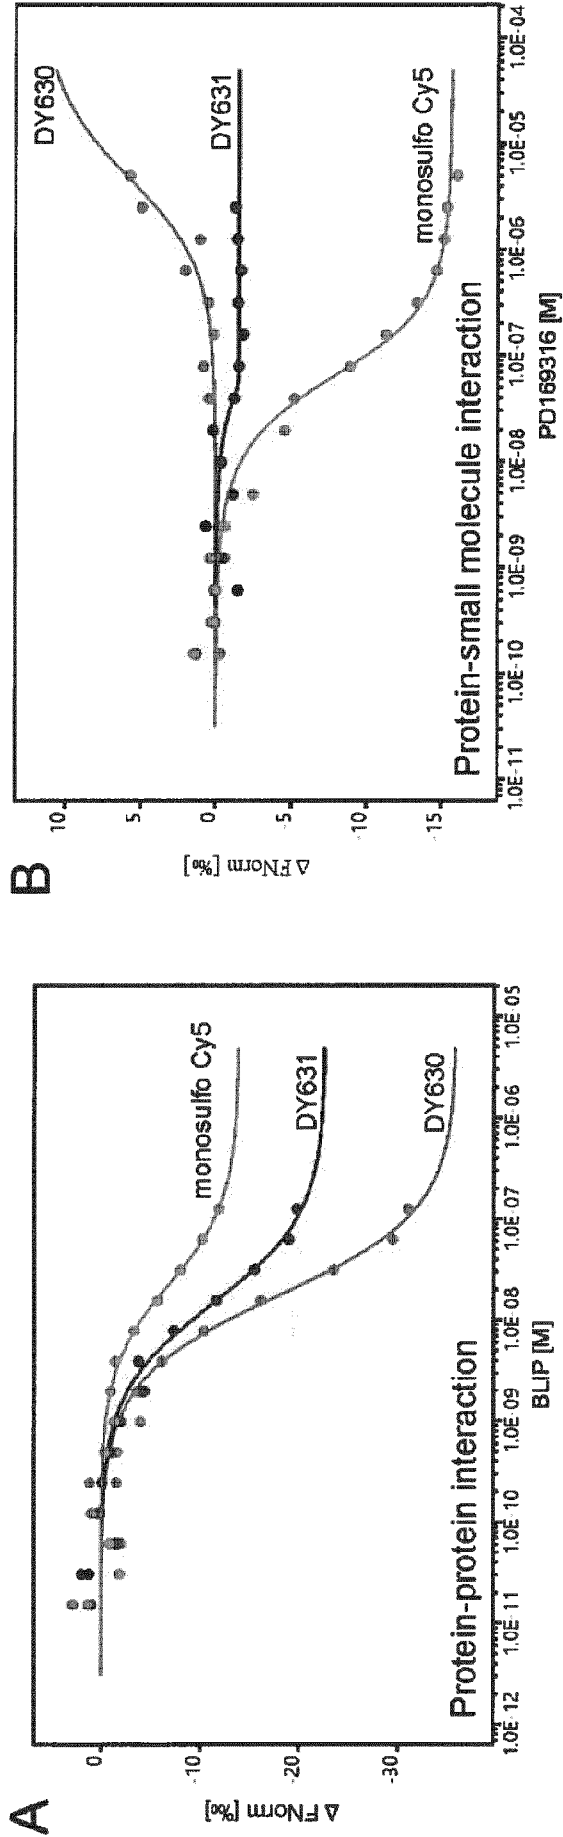 A
Δ FNorm [‰]
0
-10
-20
-30
monosulfo Cy5
DY631
DY630
Protein-protein interaction
1.0E-12
1.0E-11
1.0E-10
1.0E-09
1.0E-08
1.0E-07
1.0E-06
1.0E-05
BLIP [M]
B
Δ FNorm [‰]
10
5
0
-5
-10
-15
DY630
DY631
monosulfo Cy5
Protein-small molecule interaction
1.0E-11
1.0E-10
1.0E-09
1.0E-08
1.0E-07
1.0E-06
1.0E-05
1.0E-04
PD169316 [M]